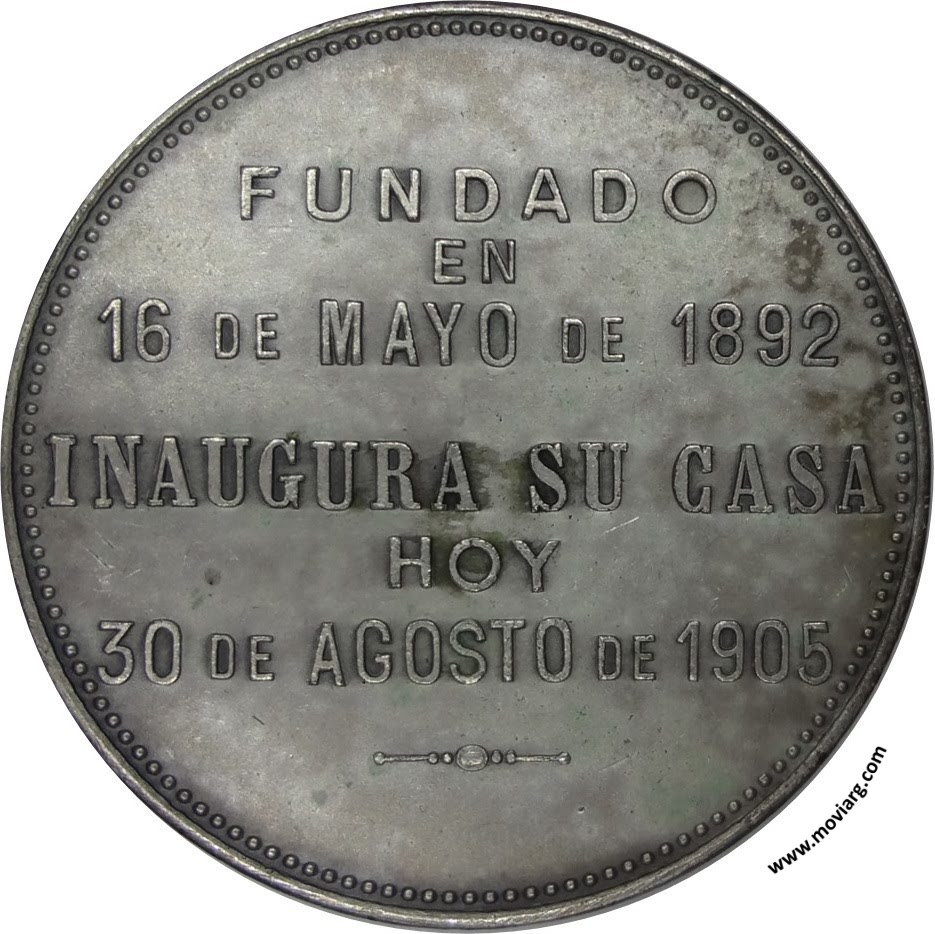 FUNDADO
EN
16 DE MAYO DE 1892
INAUGURA SU CASA
HOY
30 DE AGOSTO DE 1905
www.moviarg.com